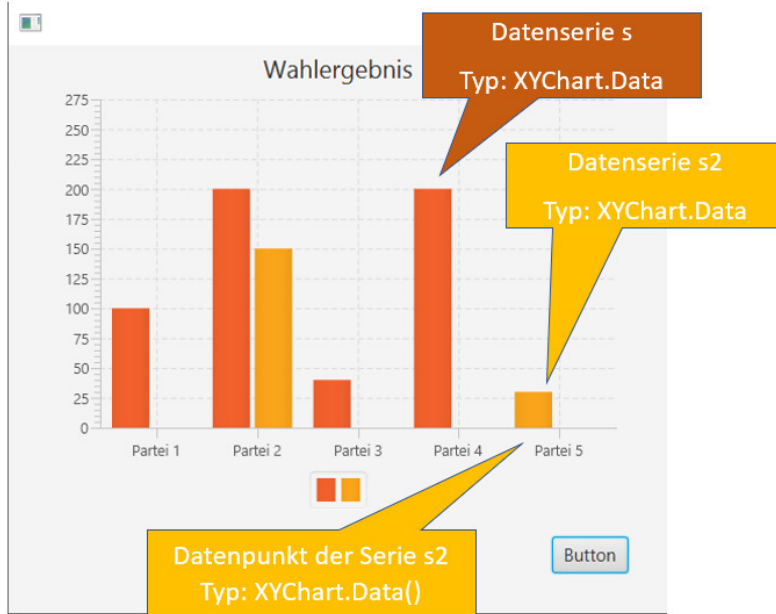 Wahlergebnis
Datenserie s
Typ: XYChart.Data
Datenserie s2
Typ: XYChart.Data
275
250
225
200
175
150
125
100
75
50
25
0
Partei 1 Partei 2 Partei 3 Partei 4 Partei 5
Datenpunkt der Serie s2
Typ: XYChart.Data()
Button